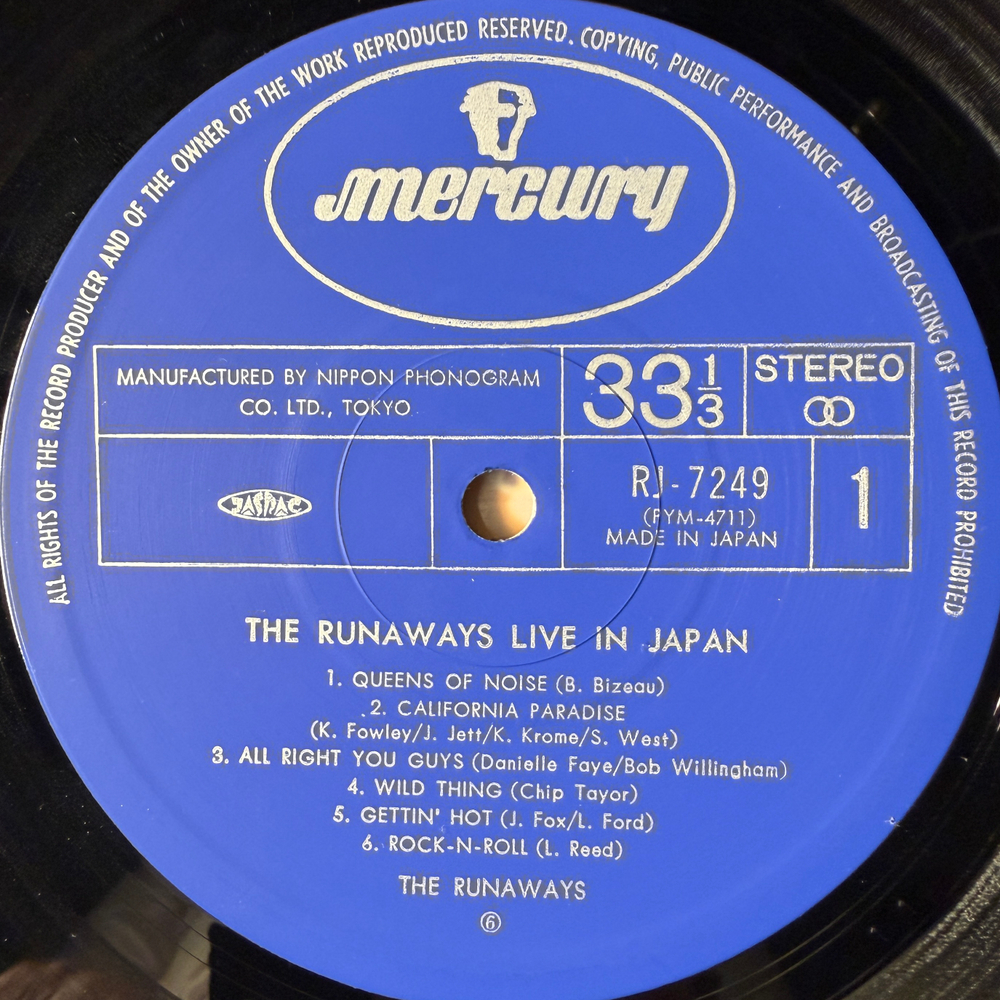 ALL RIGHTS OF THE RECORD PRODUCER AND OF THE OWNER OF THE WORK REPRODUCED RESERVED. COPYING, PUBLIC PERFORMANCE AND BROADCASTING OF THIS RECORD PROHIBITED
mercury
MANUFACTURED BY NIPPON PHONOGRAM
CO. LTD., TOKYO
33 1/3
STEREO
JASRAC
RJ-7249
(PYM-4711)
MADE IN JAPAN
1
THE RUNAWAYS LIVE IN JAPAN
1. QUEENS OF NOISE (B. Bizeau)
2. CALIFORNIA PARADISE
(K. Fowley/J. Jett/K. Krome/S. West)
3. ALL RIGHT YOU GUYS (Danielle Faye/Bob Willingham)
4. WILD THING (Chip Tayor)
5. GETTIN' HOT (J. Fox/L. Ford)
6. ROCK-N-ROLL (L. Reed)
THE RUNAWAYS
⑥